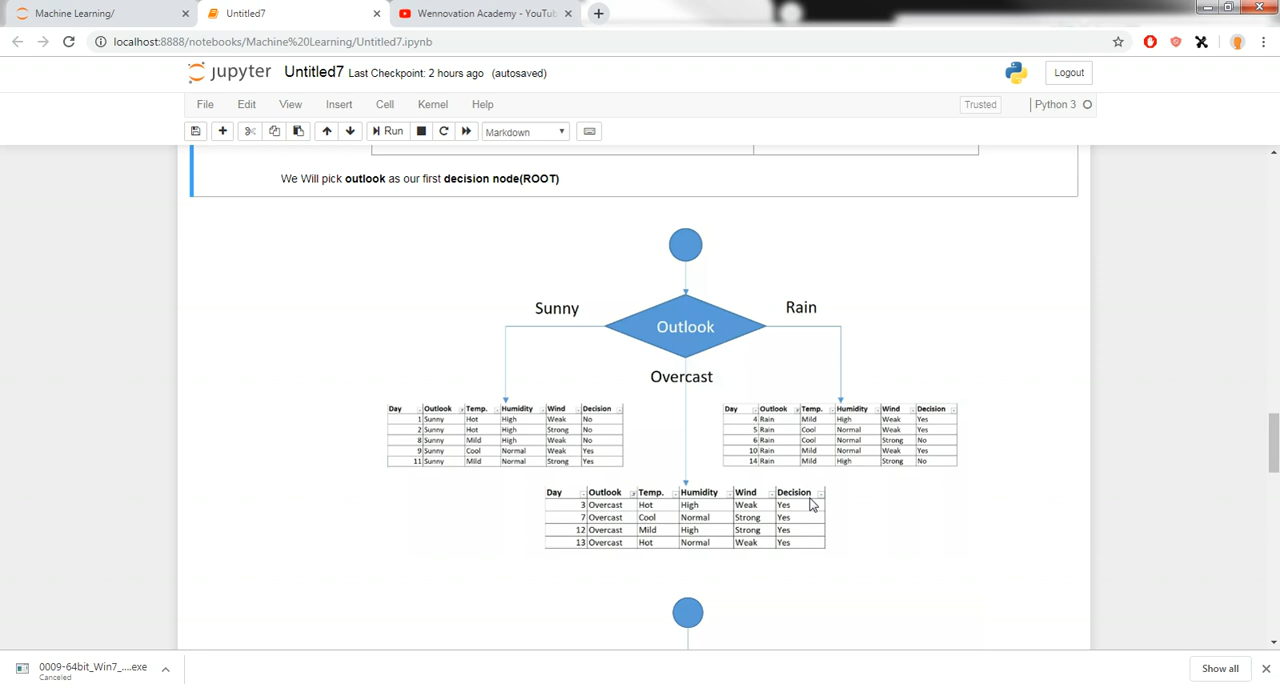 Machine Learning/
Untitled7
Wennovation Academy - YouTub
localhost:8888/notebooks/Machine%20Learning/Untitled7.ipynb
jupyter Untitled7 Last Checkpoint: 2 hours ago (autosaved)
Logout
File Edit View Insert Cell Kernel Help
Trusted
Python 3
Run
Markdown
We Will pick outlook as our first decision node(ROOT)
Sunny
Rain
Outlook
Overcast
Day Outlook Temp. Humidity Wind Decision
1 Sunny Hot High Weak No
2 Sunny Hot High Strong No
8 Sunny Mild High Weak No
9 Sunny Cool Normal Weak Yes
11 Sunny Mild Normal Strong Yes
Day Outlook Temp. Humidity Wind Decision
4 Rain Mild High Weak Yes
5 Rain Cool Normal Weak Yes
6 Rain Cool Normal Strong No
10 Rain Mild Normal Weak Yes
14 Rain Mild High Strong No
Day Outlook Temp. Humidity Wind Decision
3 Overcast Hot High Weak Yes
7 Overcast Cool Normal Strong Yes
12 Overcast Mild High Strong Yes
13 Overcast Hot Normal Weak Yes
0009-64bit_Win7_....exe
Canceled
Show all